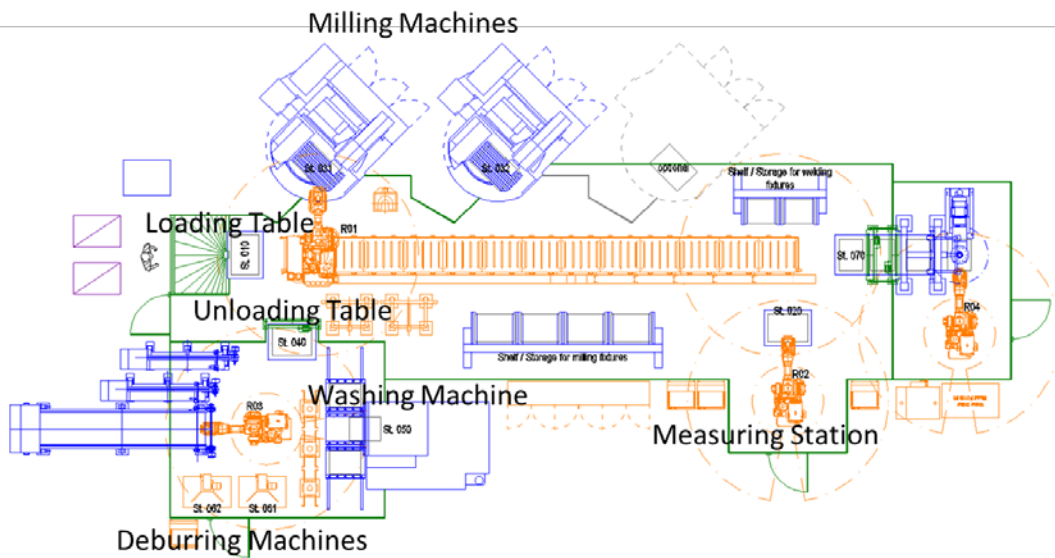 Milling Machines
St. 031
St. 032
optional
Shelf / Storage for welding
fixtures
Loading Table
R01
St. 010
St. 070
Unloading Table
St. 020
R04
St. 040
Shelf / Storage for milling fixtures
R02
Washing Machine
R03
St. 050
Measuring Station
St. 062
St. 061
Deburring Machines